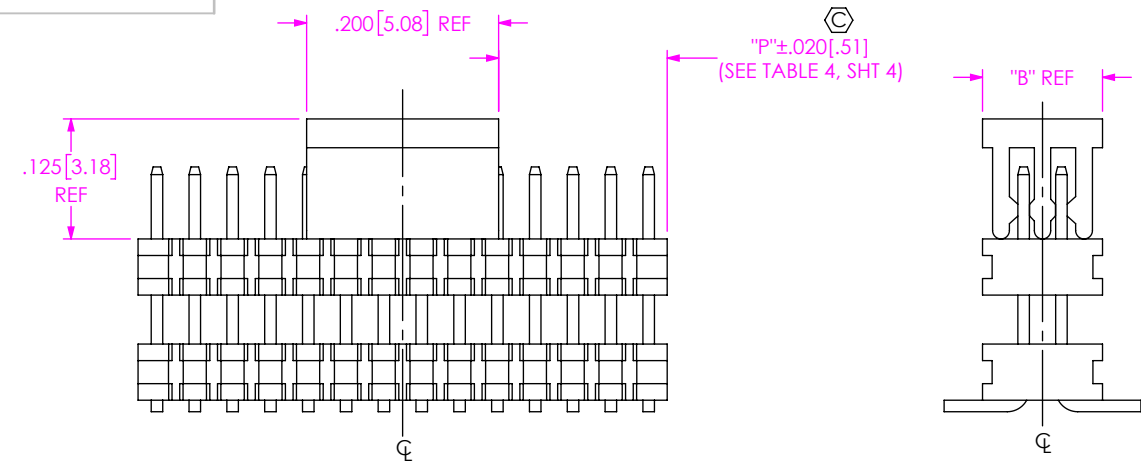 .200[5.08] REF
C
"P"±.020[.51]
(SEE TABLE 4, SHT 4)
"B" REF
.125[3.18]
REF
℄
℄